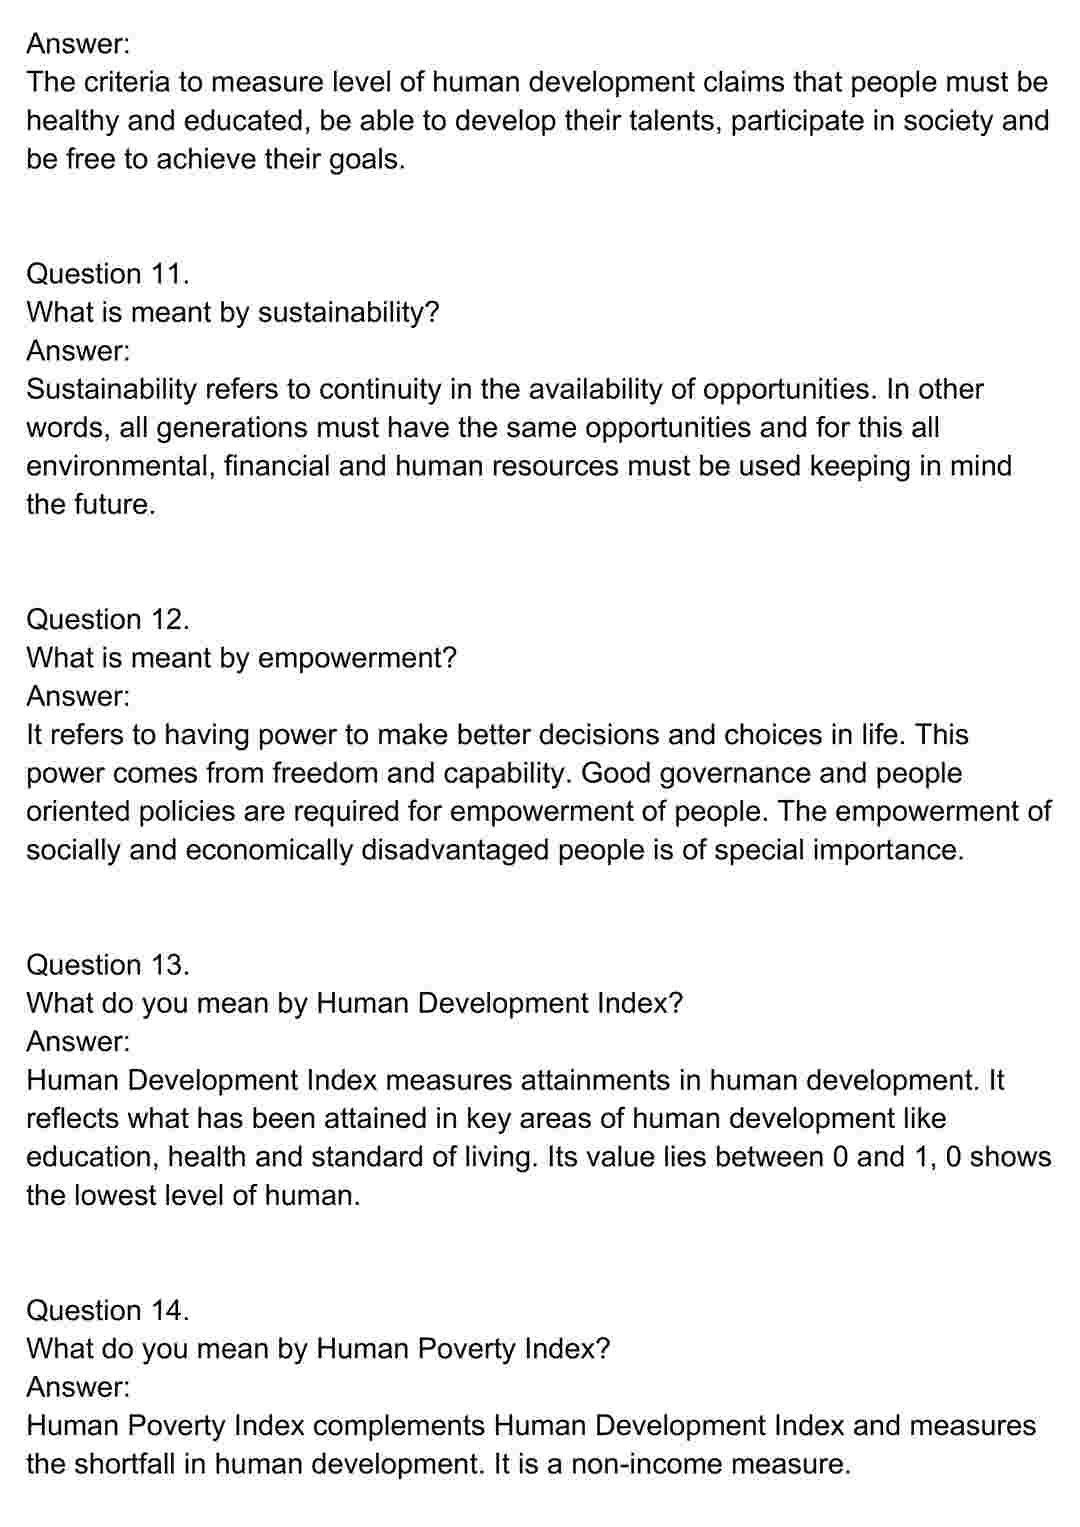 Answer:
The criteria to measure level of human development claims that people must be
healthy and educated, be able to develop their talents, participate in society and
be free to achieve their goals.
Question 11.
What is meant by sustainability?
Answer:
Sustainability refers to continuity in the availability of opportunities. In other
words, all generations must have the same opportunities and for this all
environmental, financial and human resources must be used keeping in mind
the future.
Question 12.
What is meant by empowerment?
Answer:
It refers to having power to make better decisions and choices in life. This
power comes from freedom and capability. Good governance and people
oriented policies are required for empowerment of people. The empowerment of
socially and economically disadvantaged people is of special importance.
Question 13.
What do you mean by Human Development Index?
Answer:
Human Development Index measures attainments in human development. It
reflects what has been attained in key areas of human development like
education, health and standard of living. Its value lies between 0 and 1, 0 shows
the lowest level of human.
Question 14.
What do you mean by Human Poverty Index?
Answer:
Human Poverty Index complements Human Development Index and measures
the shortfall in human development. It is a non-income measure.